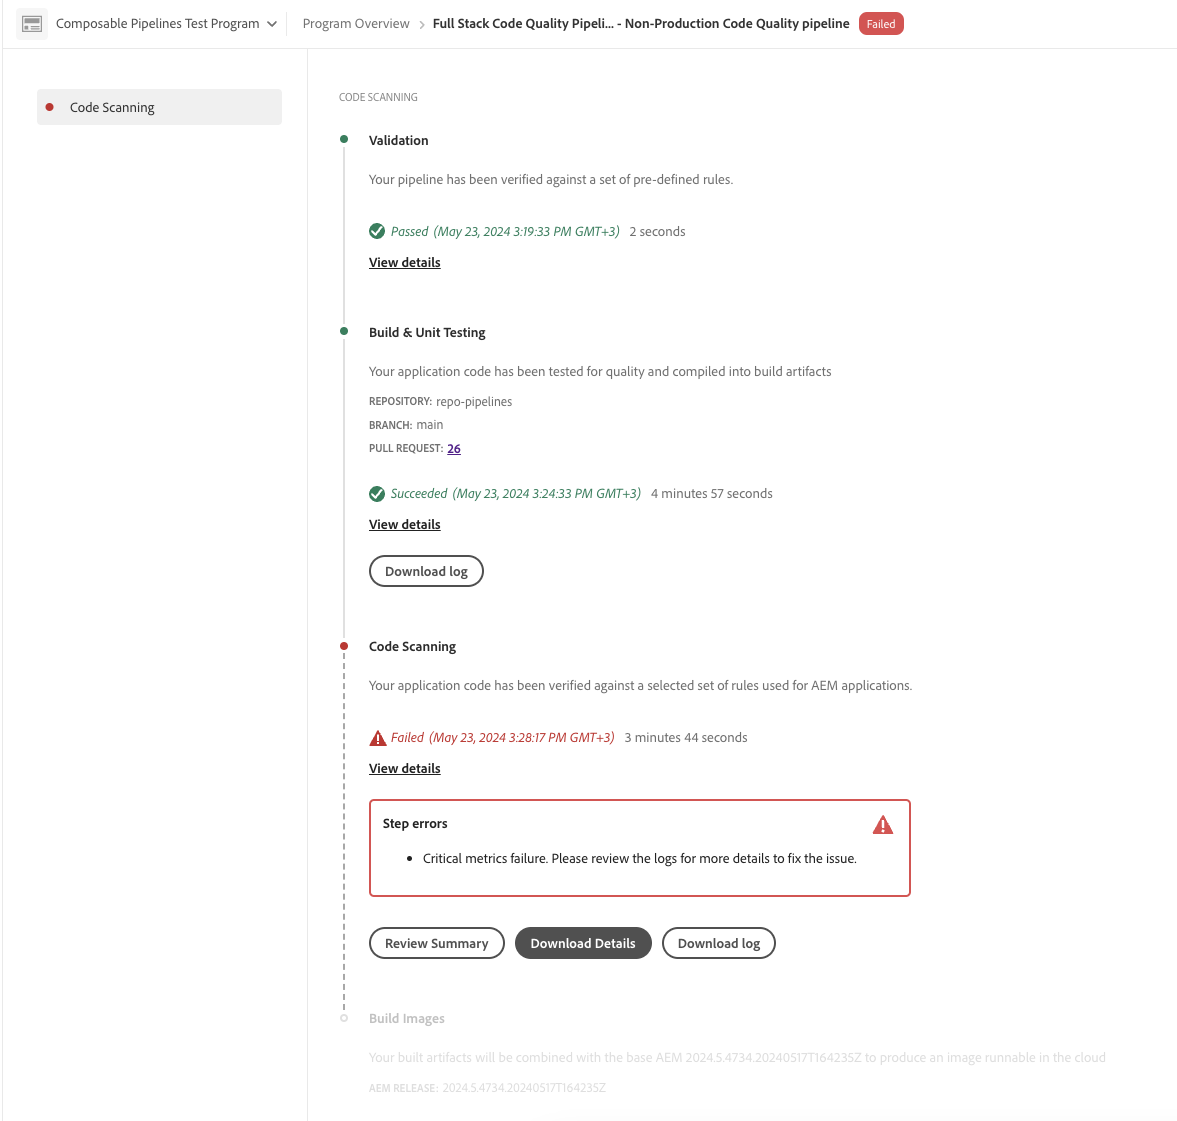 Composable Pipelines Test Program
Program Overview
Full Stack Code Quality Pipeli... - Non-Production Code Quality pipeline
Failed
Code Scanning
CODE SCANNING
Validation
Your pipeline has been verified against a set of pre-defined rules.
Passed (May 23, 2024 3:19:33 PM GMT+3) 2 seconds
View details
Build & Unit Testing
Your application code has been tested for quality and compiled into build artifacts
REPOSITORY: repo-pipelines
BRANCH: main
PULL REQUEST: 26
Succeeded (May 23, 2024 3:24:33 PM GMT+3) 4 minutes 57 seconds
View details
Download log
Code Scanning
Your application code has been verified against a selected set of rules used for AEM applications.
Failed (May 23, 2024 3:28:17 PM GMT+3) 3 minutes 44 seconds
View details
Step errors
• Critical metrics failure. Please review the logs for more details to fix the issue.
Review Summary
Download Details
Download log
Build Images
Your built artifacts will be combined with the base AEM 2024.5.4734.20240517T164235Z to produce an image runnable in the cloud
AEM RELEASE: 2024.5.4734.20240517T164235Z